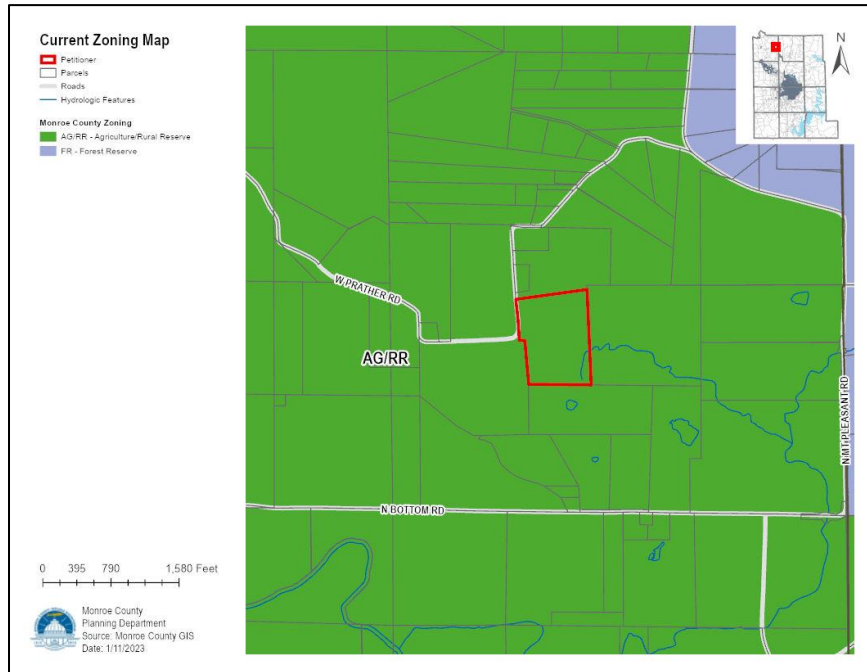 Current Zoning Map
Petitioner
Parcels
Roads
Hydrologic Features
Monroe County Zoning
AG/RR - Agriculture/Rural Reserve
FR - Forest Reserve
N
W PRATHER RD
AG/RR
N MT PLEASANT RD
N BOTTOM RD
0 395 790 1,580 Feet
Monroe County
Planning Department
Source: Monroe County GIS
Date: 1/11/2023